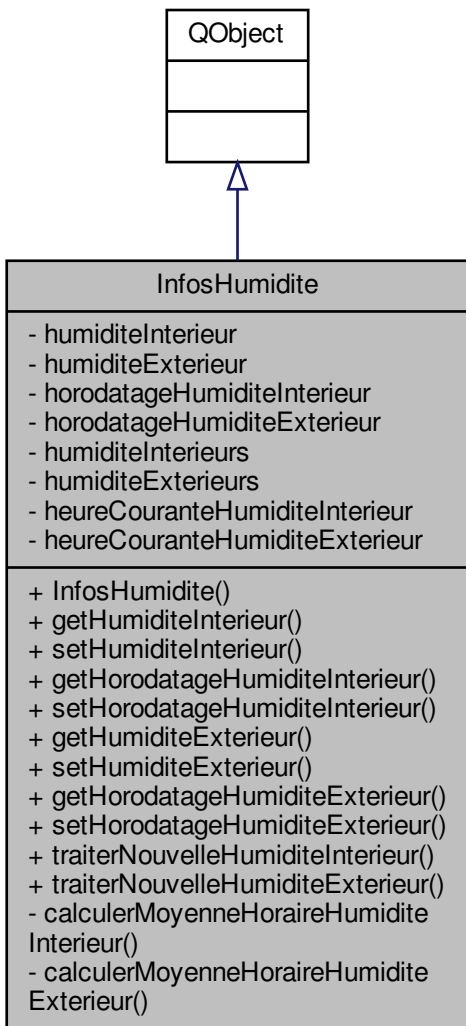 QObject
InfosHumidite
- humiditeInterieur
- humiditeExterieur
- horodatageHumiditeInterieur
- horodatageHumiditeExterieur
- humiditeInterieurs
- humiditeExterieurs
- heureCouranteHumiditeInterieur
- heureCouranteHumiditeExterieur
+ InfosHumidite()
+ getHumiditeInterieur()
+ setHumiditeInterieur()
+ getHorodatageHumiditeInterieur()
+ setHorodatageHumiditeInterieur()
+ getHumiditeExterieur()
+ setHumiditeExterieur()
+ getHorodatageHumiditeExterieur()
+ setHorodatageHumiditeExterieur()
+ traiterNouvelleHumiditeInterieur()
+ traiterNouvelleHumiditeExterieur()
- calculerMoyenneHoraireHumidite
Interieur()
- calculerMoyenneHoraireHumidite
Exterieur()